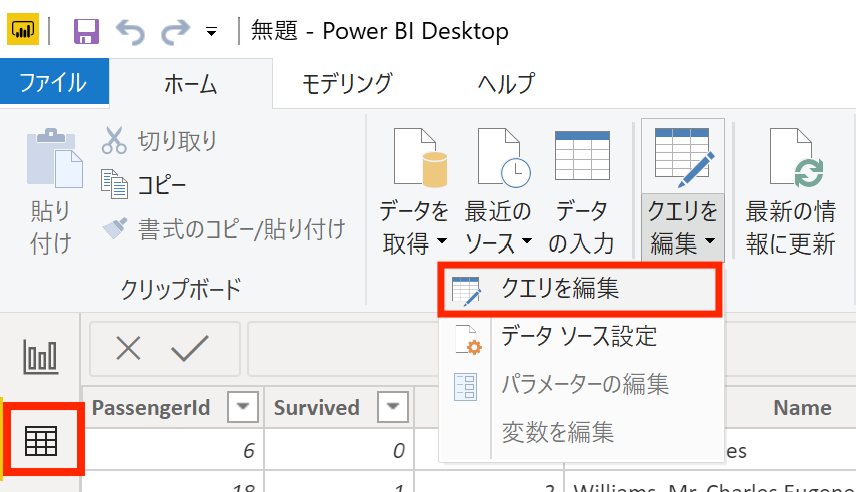 無題 - Power BI Desktop
ファイル ホーム モデリング ヘルプ
貼り
付け
切り取り
コピー
書式のコピー/貼り付け
クリップボード
データを
取得
最近の
ソース
データ
の入力
クエリを
編集
最新の情
報に更新
クエリを編集
データ ソース設定
パラメーターの編集
変数を編集
PassengerId Survived Name
6 0 es
18 1 2 Williams, Mr. Charles Eugene